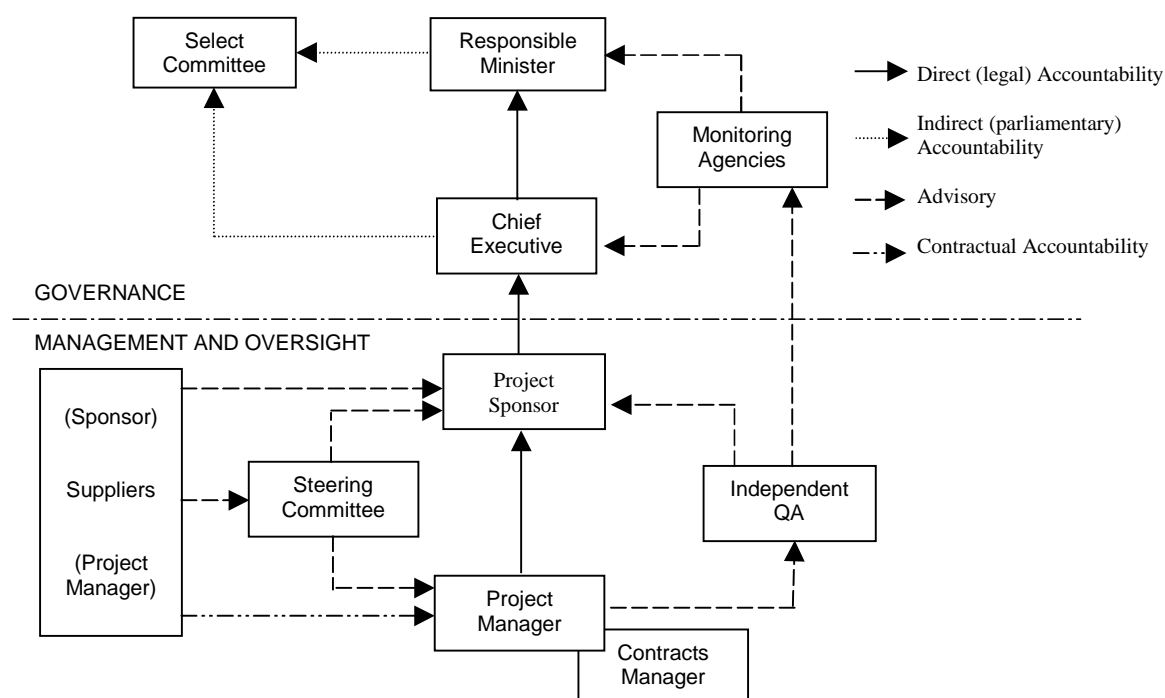 Select
Committee
Responsible
Minister
Direct (legal) Accountability
Monitoring
Agencies
Indirect (parliamentary)
Accountability
Advisory
Chief
Executive
Contractual Accountability
GOVERNANCE
MANAGEMENT AND OVERSIGHT
(Sponsor)
Suppliers
(Project
Manager)
Project
Sponsor
Steering
Committee
Independent
QA
Project
Manager
Contracts
Manager